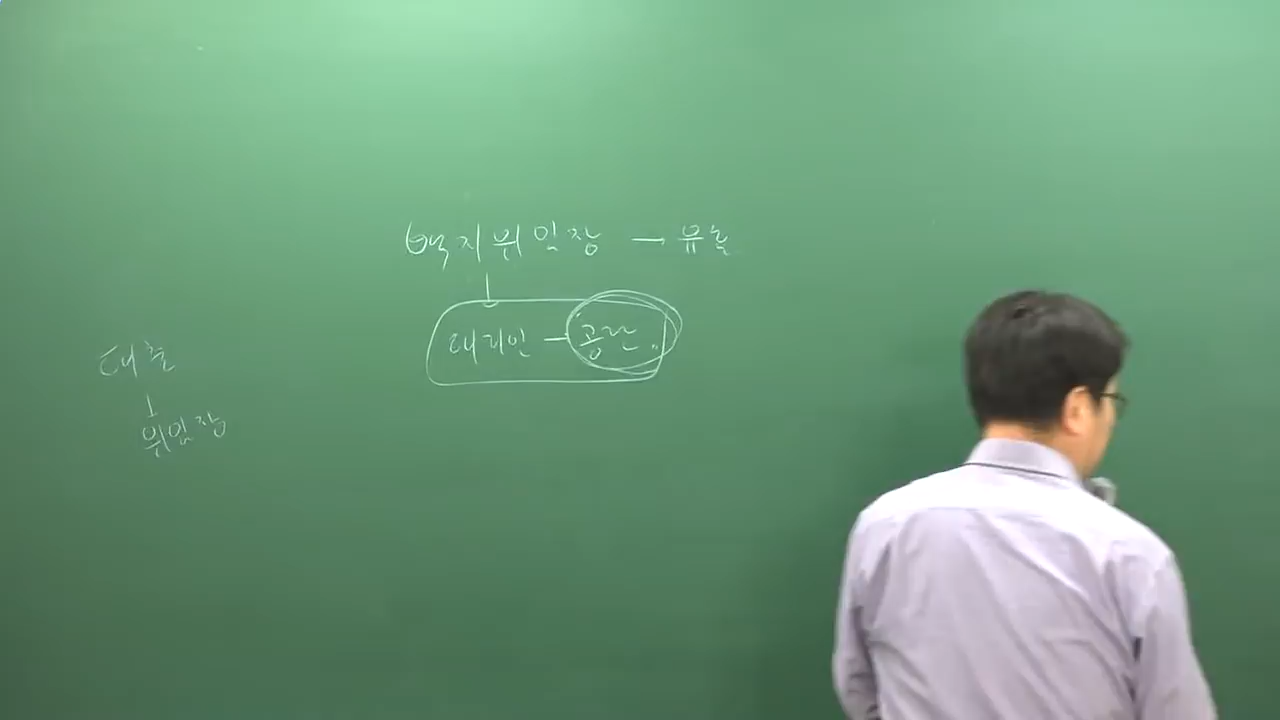 백지위임장 → 유효
대리인 – 공란
대출
위임장